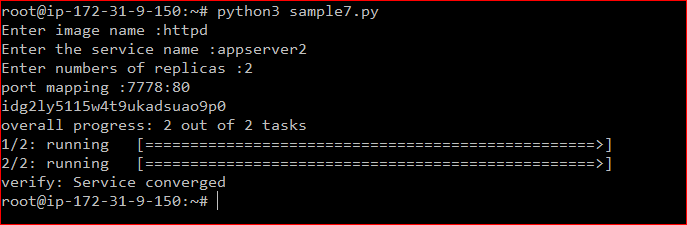 root@ip-172-31-9-150:~# python3 sample7.py
Enter image name :httpd
Enter the service name :appserver2
Enter numbers of replicas :2
port mapping :7778:80
idg2ly5115w4t9ukadsuao9p0
overall progress: 2 out of 2 tasks
1/2: running   [==================================================>]
2/2: running   [==================================================>]
verify: Service converged
root@ip-172-31-9-150:~#